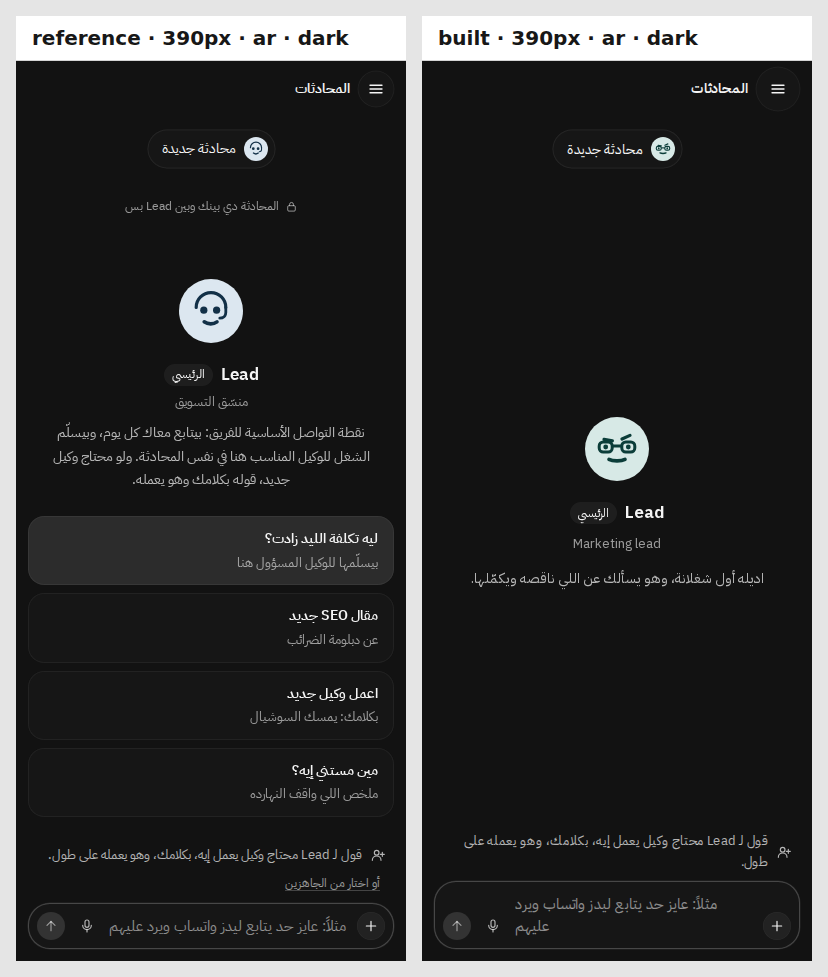 reference · 390px · ar · dark
المحادثات
محادثة جديدة
المحادثة دي بينك وبين Lead بس
Lead الرئيسي
منسّق التسويق
نقطة التواصل الأساسية للفريق: بيتابع معاك كل يوم، وبيسلّم
الشغل للوكيل المناسب هنا في نفس المحادثة. ولو محتاج وكيل
جديد، قوله بكلامك وهو يعمله.
ليه تكلفة الليد زادت؟
بيسلّمها للوكيل المسؤول هنا
مقال SEO جديد
عن دبلومة الضرائب
اعمل وكيل جديد
بكلامك: يمسك السوشيال
مين مستني إيه؟
ملخص اللي واقف النهارده
قول لـ Lead محتاج وكيل يعمل إيه، بكلامك، وهو يعمله على طول.
أو اختار من الجاهزين
مثلاً: عايز حد يتابع ليدز واتساب ويرد عليهم
built · 390px · ar · dark
المحادثات
محادثة جديدة
Lead الرئيسي
Marketing lead
اديله أول شغلانة، وهو يسألك عن اللي ناقصه ويكمّلها.
قول لـ Lead محتاج وكيل يعمل إيه، بكلامك، وهو يعمله على
طول.
مثلاً: عايز حد يتابع ليدز واتساب ويرد
عليهم